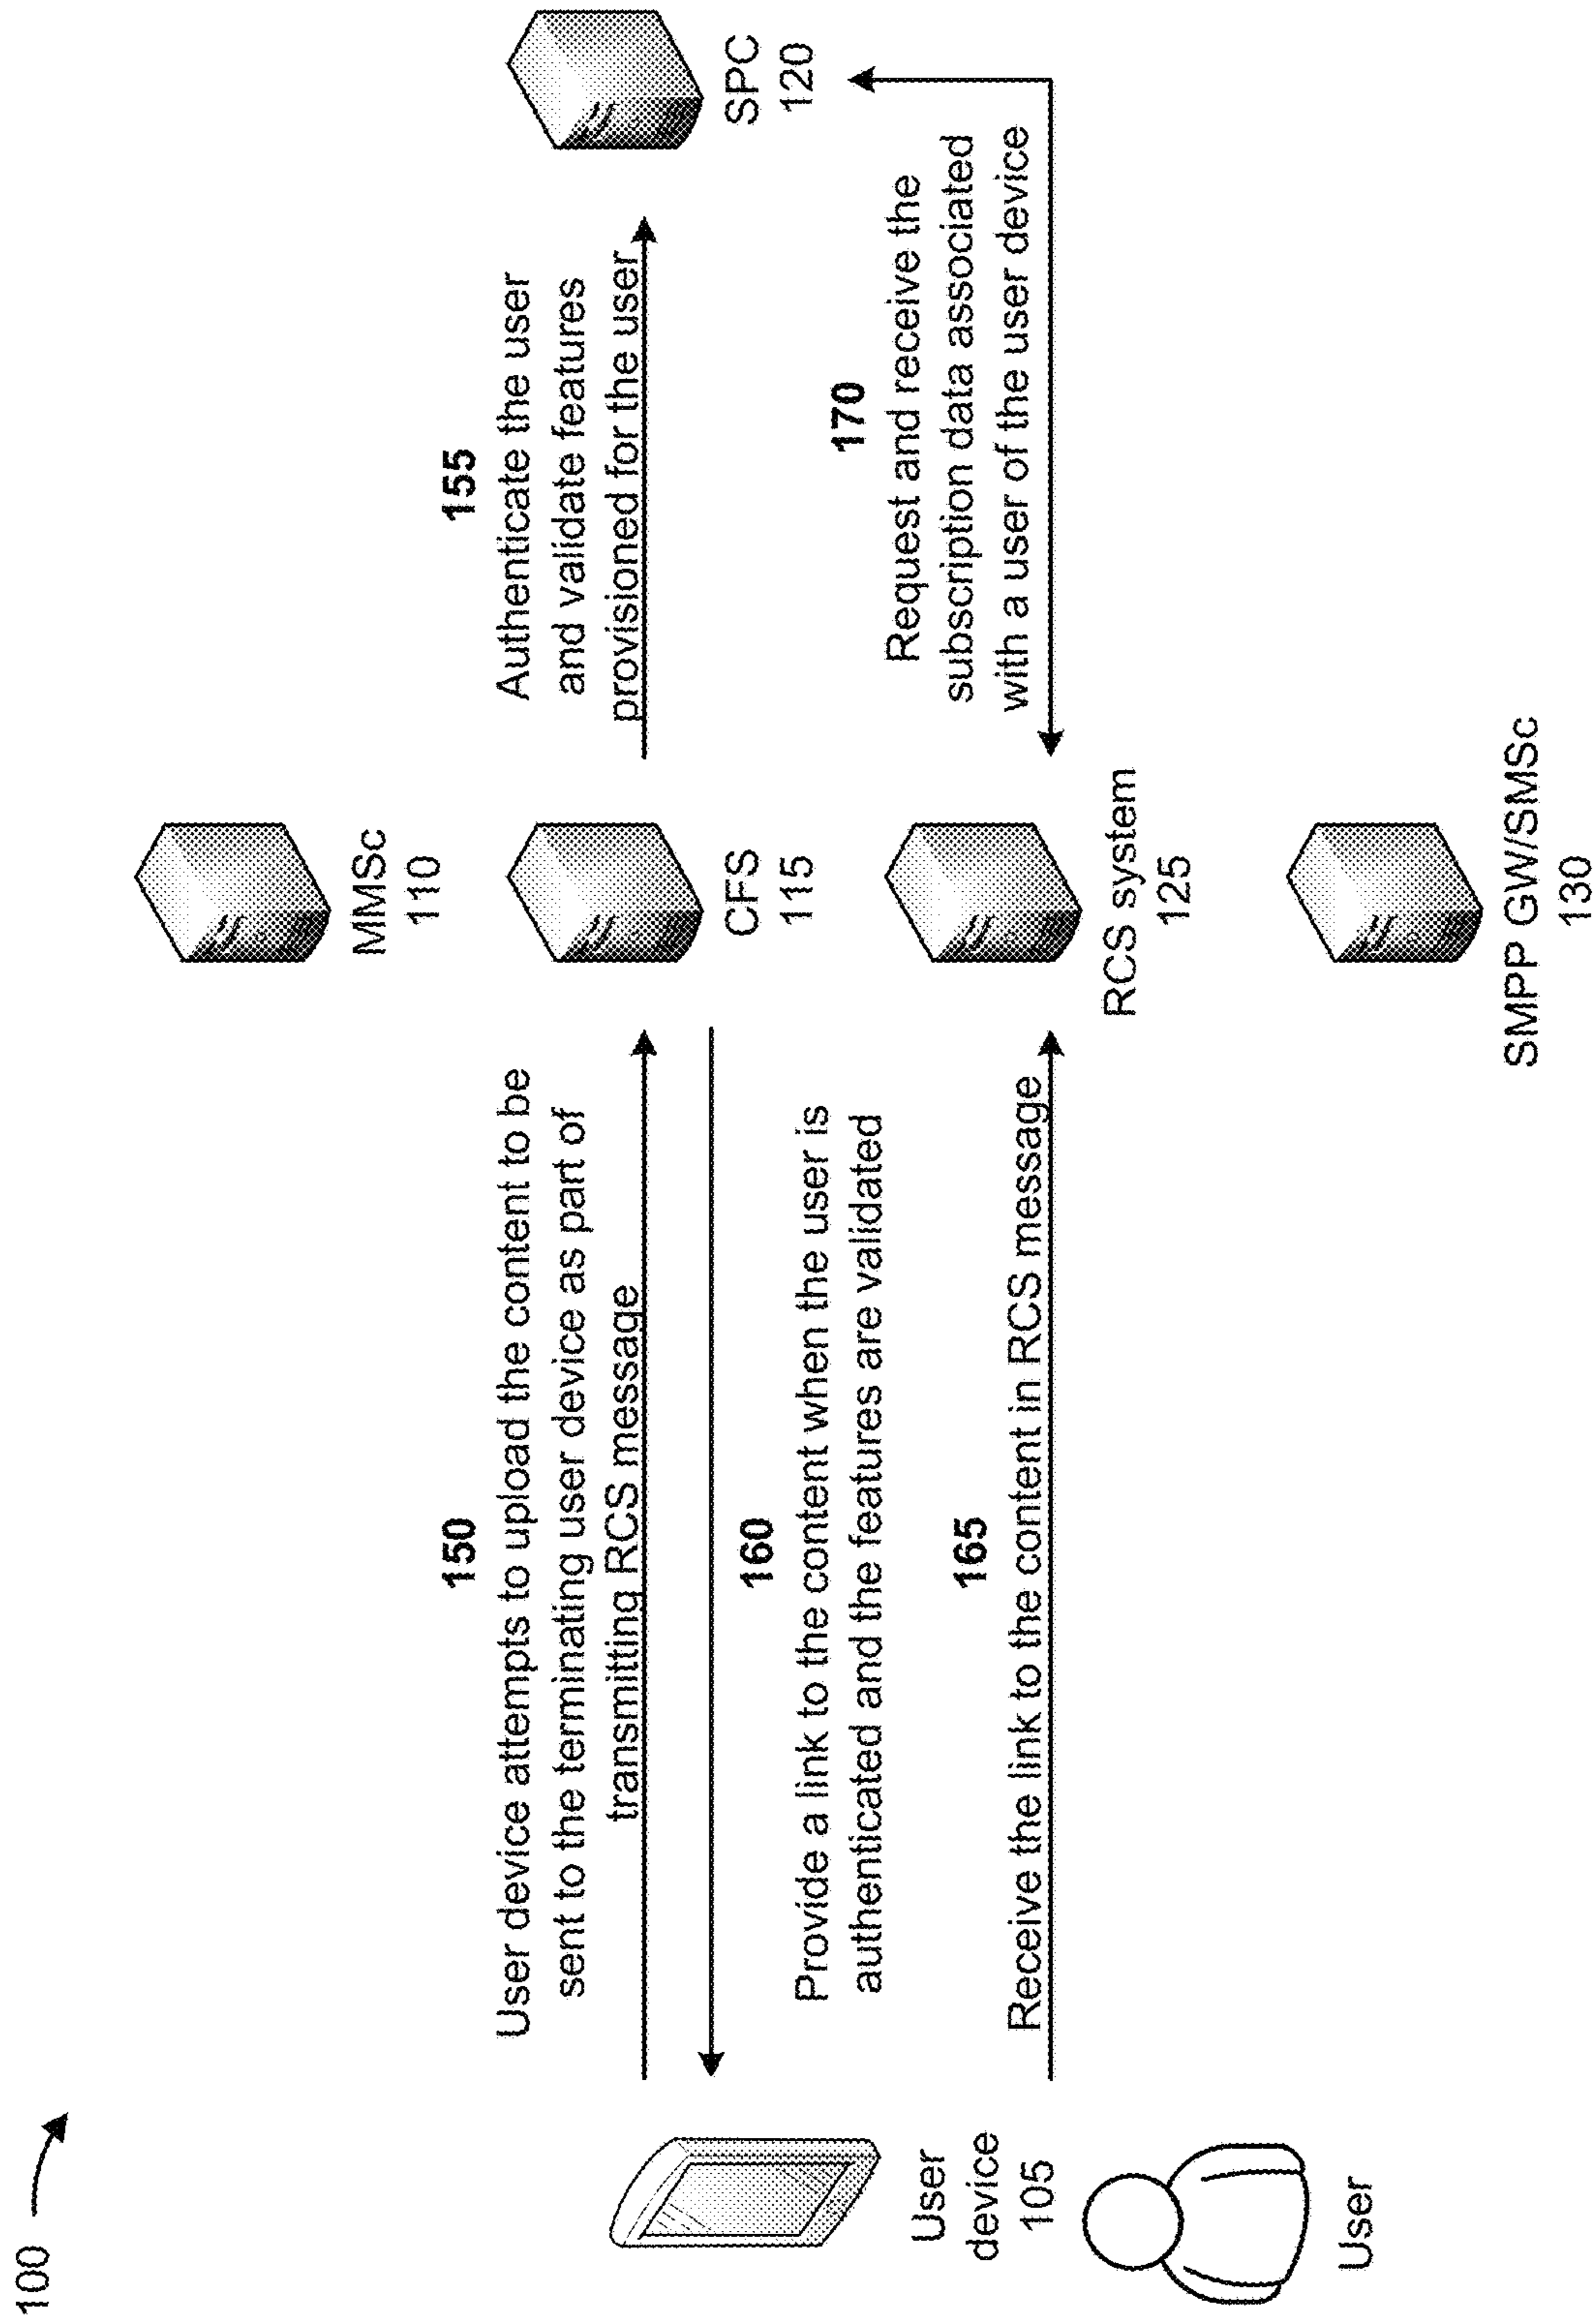 100
MMSc
110
150
User device attempts to upload the content to be
sent to the terminating user device as part of
transmitting RCS message
155
Authenticate the user
and validate features
provisioned for the user
CFS
115
SPC
120
160
Provide a link to the content when the user is
authenticated and the features are validated
User
device
105
165
Receive the link to the content in RCS message
170
Request and receive the
subscription data associated
with a user of the user device
RCS system
125
User
SMPP GW/SMSc
130